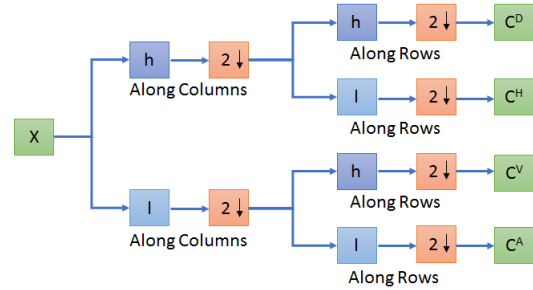 h 2↓ C^D
Along Rows
h 2↓
Along Columns
l 2↓ C^H
Along Rows
X
h 2↓ C^V
Along Rows
l 2↓
Along Columns
l 2↓ C^A
Along Rows